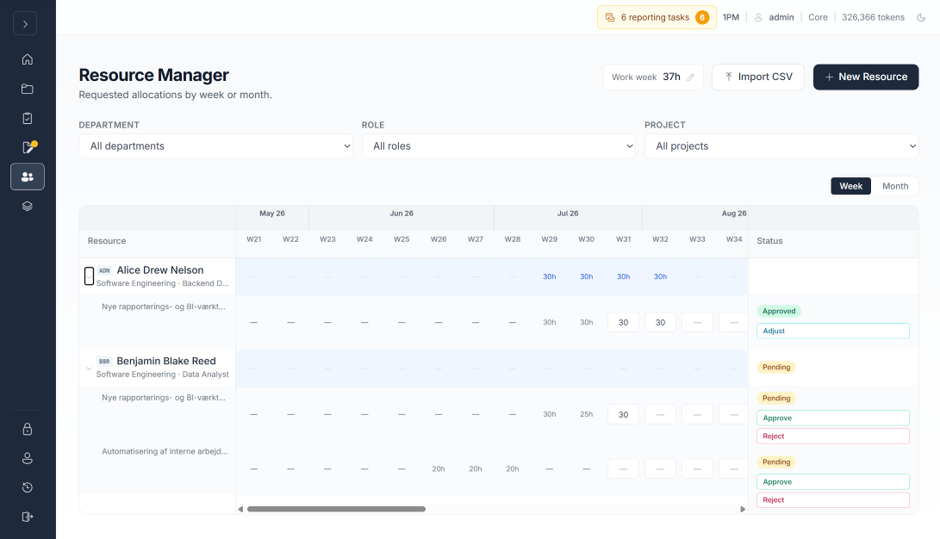 6 reporting tasks 6 1PM admin Core 326,366 tokens
Resource Manager
Requested allocations by week or month.
Work week 37h Import CSV + New Resource
DEPARTMENT ROLE PROJECT
All departments All roles All projects
Week Month
May 26 Jun 26 Jul 26 Aug 26
Resource W21 W22 W23 W24 W25 W26 W27 W28 W29 W30 W31 W32 W33 W34 Status
ADN Alice Drew Nelson
Software Engineering · Backend D...
— — — — — — — — 30h 30h 30h 30h — —
Nye rapporterings- og BI-værkt...
— — — — — — — — 30h 30h 30 30 — —
Approved
Adjust
BBR Benjamin Blake Reed
Software Engineering · Data Analyst
— — — — — — — — — — — — — —
Pending
Nye rapporterings- og BI-værkt...
— — — — — — — — 30h 25h 30 — — —
Pending
Approve
Reject
Automatisering af interne arbejd...
— — — — — 20h 20h 20h — — — — — —
Pending
Approve
Reject